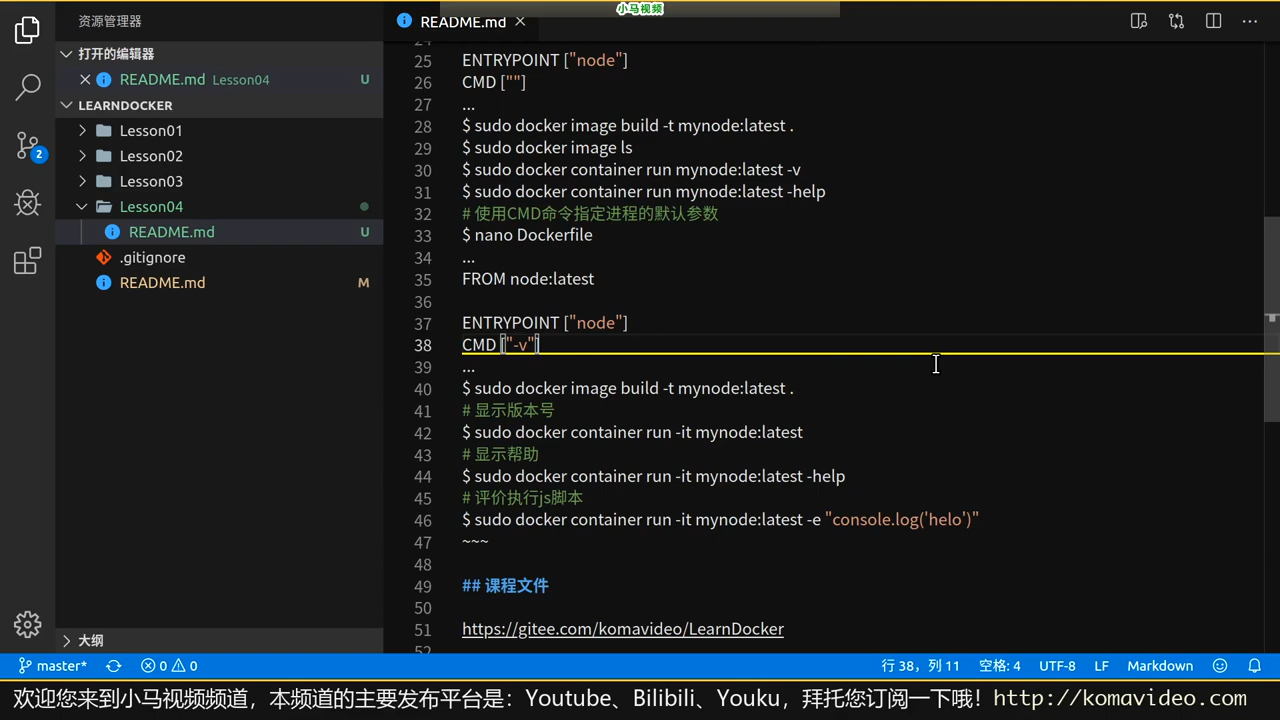 小马视频
资源管理器
README.md
打开的编辑器
README.md Lesson04 U
LEARNDOCKER
Lesson01
Lesson02
Lesson03
Lesson04
README.md U
.gitignore
README.md M
2
大纲
24
25 ENTRYPOINT ["node"]
26 CMD [""]
27 ...
28 $ sudo docker image build -t mynode:latest .
29 $ sudo docker image ls
30 $ sudo docker container run mynode:latest -v
31 $ sudo docker container run mynode:latest -help
32 # 使用CMD命令指定进程的默认参数
33 $ nano Dockerfile
34 ...
35 FROM node:latest
36
37 ENTRYPOINT ["node"]
38 CMD ["-v"]
39 ...
40 $ sudo docker image build -t mynode:latest .
41 # 显示版本号
42 $ sudo docker container run -it mynode:latest
43 # 显示帮助
44 $ sudo docker container run -it mynode:latest -help
45 # 评价执行js脚本
46 $ sudo docker container run -it mynode:latest -e "console.log('helo')"
47 ~~~
48
49 ## 课程文件
50
51 https://gitee.com/komavideo/LearnDocker
52
master* 0 0 行 38，列 11 空格: 4 UTF-8 LF Markdown
欢迎您来到小马视频频道，本频道的主要发布平台是：Youtube、Bilibili、Youku，拜托您订阅一下哦！http://komavideo.com